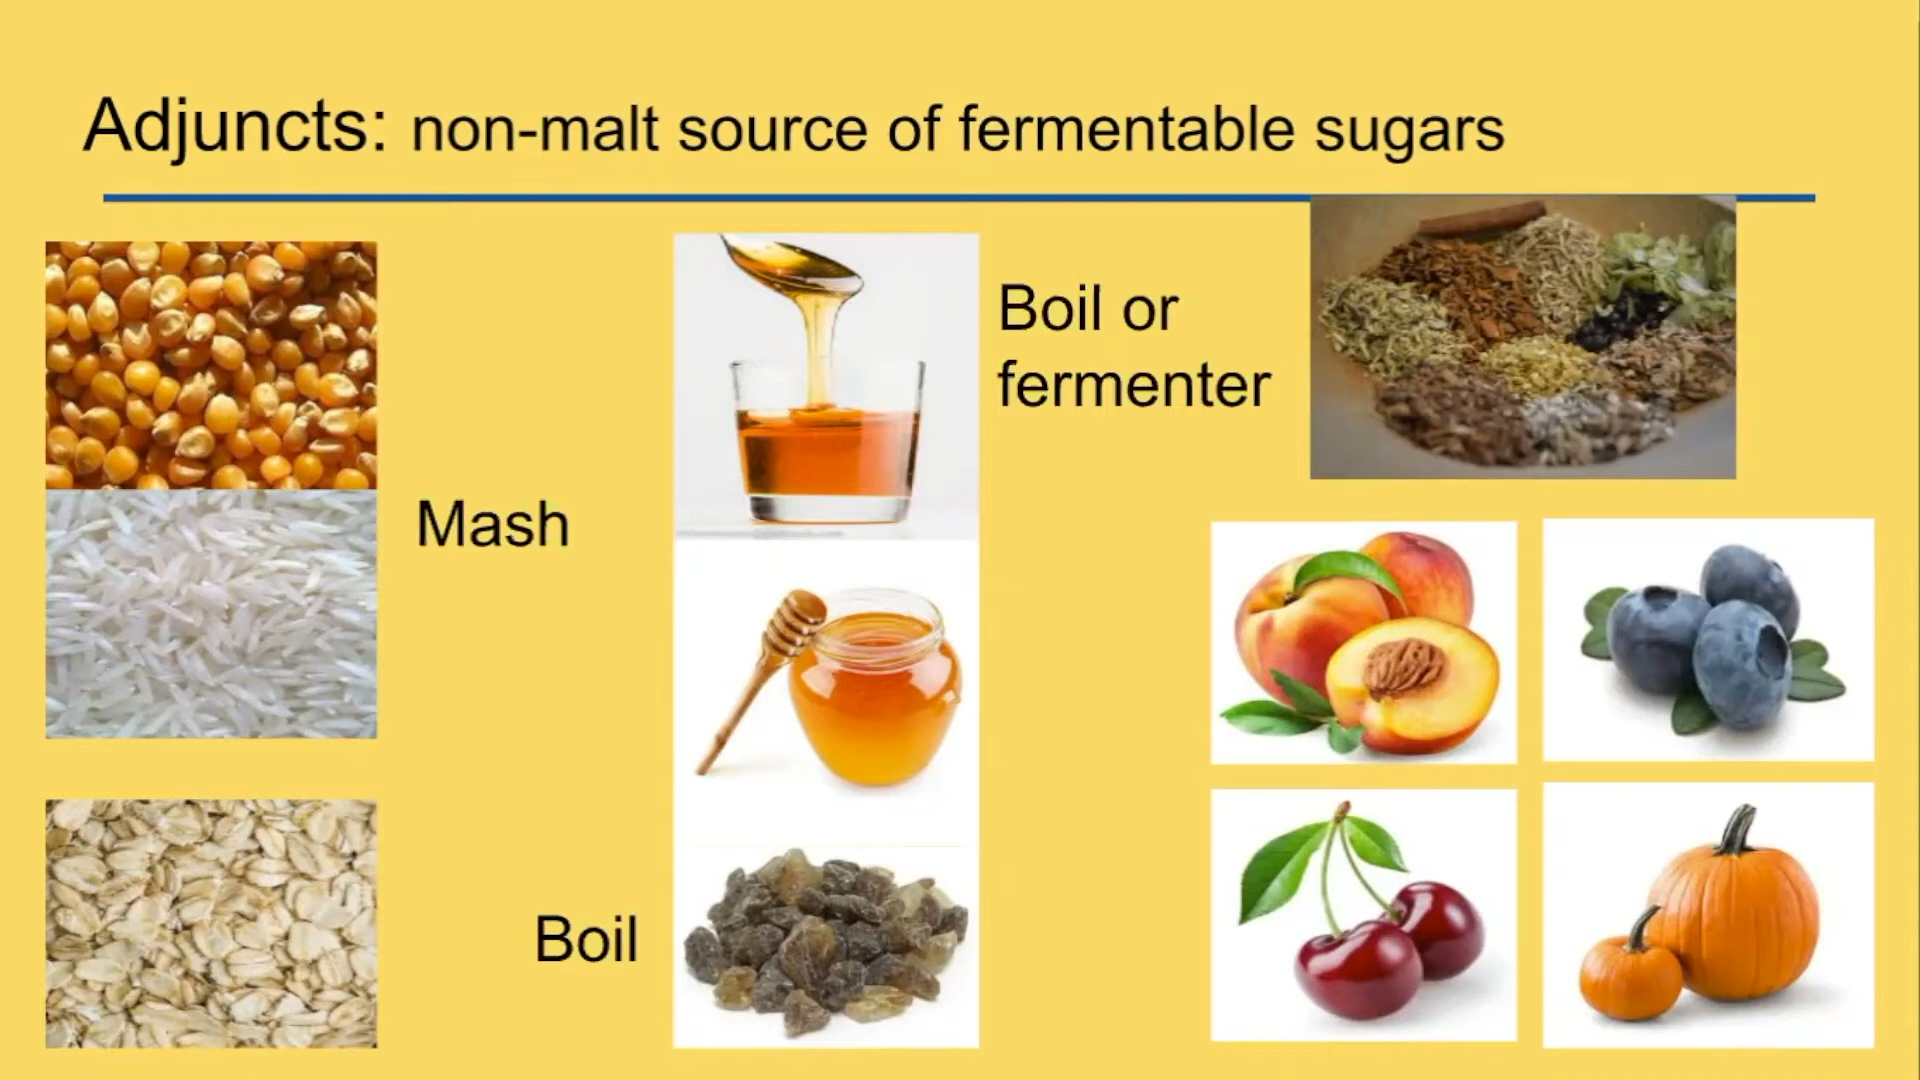 Adjuncts: non-malt source of fermentable sugars
Boil or
fermenter
Mash
Boil